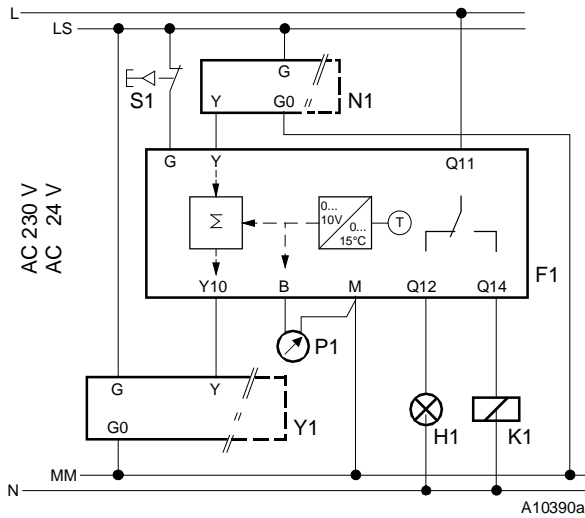 L
LS
S1
G
Y G0
N1
G Y Q11
AC 230 V
AC 24 V
Σ
0...
10V
0...
15°C
T
F1
Y10 B M Q12 Q14
P1
G Y
G0
Y1
H1
K1
MM
N
A10390a